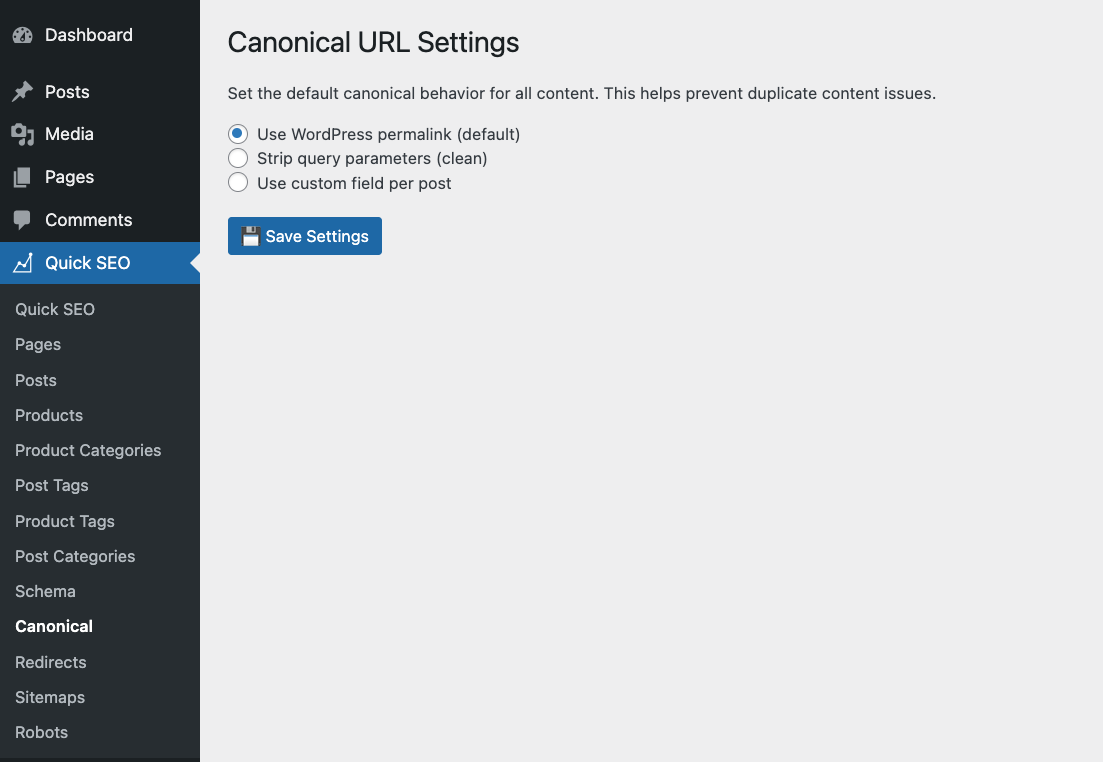 Dashboard
Posts
Media
Pages
Comments
Quick SEO
Quick SEO
Pages
Posts
Products
Product Categories
Post Tags
Product Tags
Post Categories
Schema
Canonical
Redirects
Sitemaps
Robots
Canonical URL Settings
Set the default canonical behavior for all content. This helps prevent duplicate content issues.
Use WordPress permalink (default)
Strip query parameters (clean)
Use custom field per post
💾 Save Settings